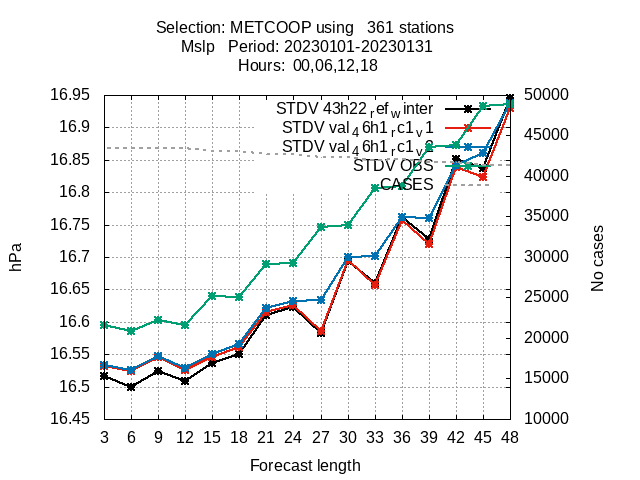 Selection: METCOOP using   361 stations
Mslp   Period: 20230101-20230131
Hours:  00,06,12,18
STDV 43h22refwinter
STDV val46h1rc1v1
STDV val46h1rc1v2
STDV OBS
CASES
hPa
16.95
16.9
16.85
16.8
16.75
16.7
16.65
16.6
16.55
16.5
16.45
50000
45000
40000
35000
30000
25000
20000
15000
10000
No cases
3 6 9 12 15 18 21 24 27 30 33 36 39 42 45 48
Forecast length